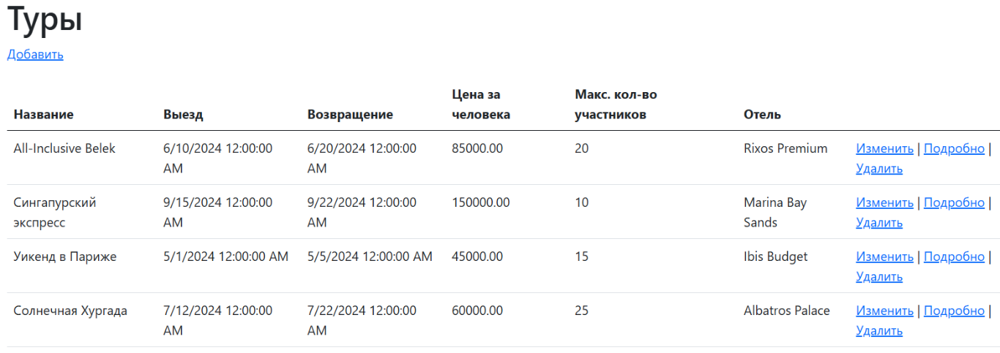 Туры
Добавить
Цена за Макс. кол-во
Название Выезд Возвращение человека участников Отель
All-Inclusive Belek 6/10/2024 12:00:00 6/20/2024 12:00:00 85000.00 20 Rixos Premium Изменить | Подробно |
AM AM Удалить
Сингапурский 9/15/2024 12:00:00 9/22/2024 12:00:00 150000.00 10 Marina Bay Изменить | Подробно |
экспресс AM AM Sands Удалить
Уикенд в Париже 5/1/2024 12:00:00 AM 5/5/2024 12:00:00 AM 45000.00 15 Ibis Budget Изменить | Подробно |
Удалить
Солнечная Хургада 7/12/2024 12:00:00 7/22/2024 12:00:00 60000.00 25 Albatros Palace Изменить | Подробно |
AM AM Удалить